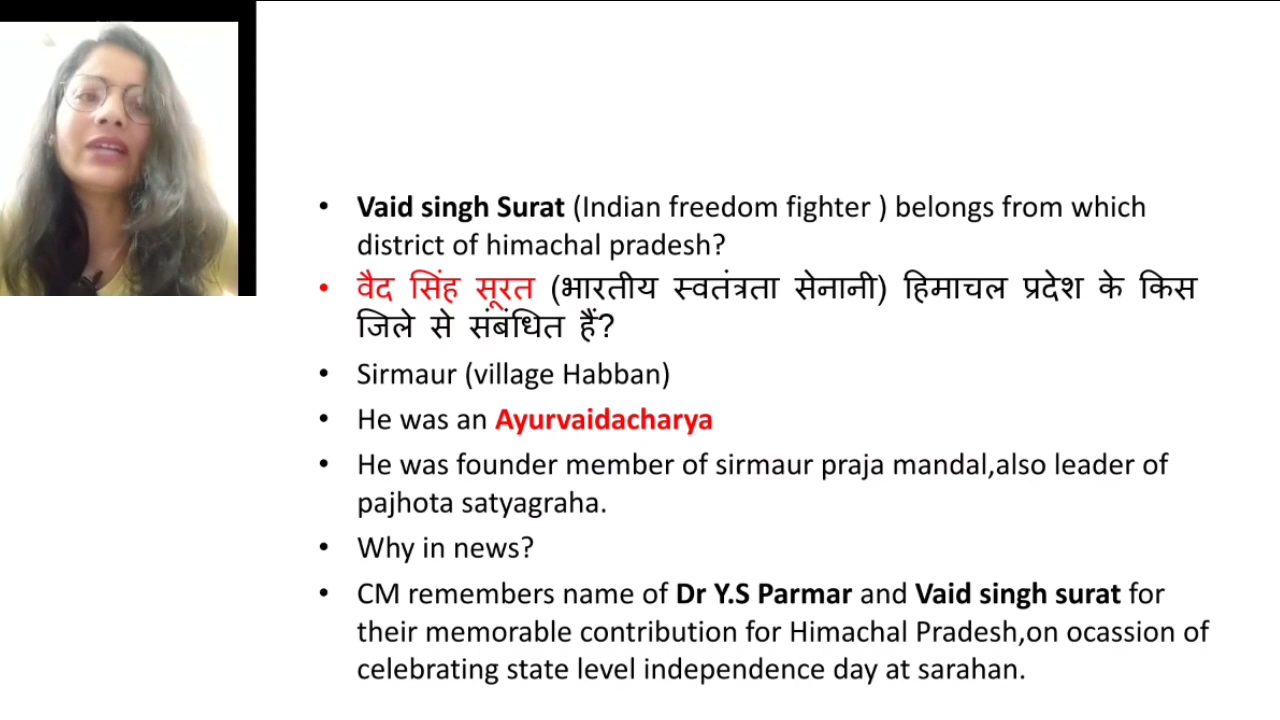 • Vaid singh Surat (Indian freedom fighter ) belongs from which
district of himachal pradesh?
• वैद सिंह सूरत (भारतीय स्वतंत्रता सेनानी) हिमाचल प्रदेश के किस
जिले से संबंधित हैं?
• Sirmaur (village Habban)
• He was an Ayurvaidacharya
• He was founder member of sirmaur praja mandal,also leader of
pajhota satyagraha.
• Why in news?
• CM remembers name of Dr Y.S Parmar and Vaid singh surat for
their memorable contribution for Himachal Pradesh,on ocassion of
celebrating state level independence day at sarahan.